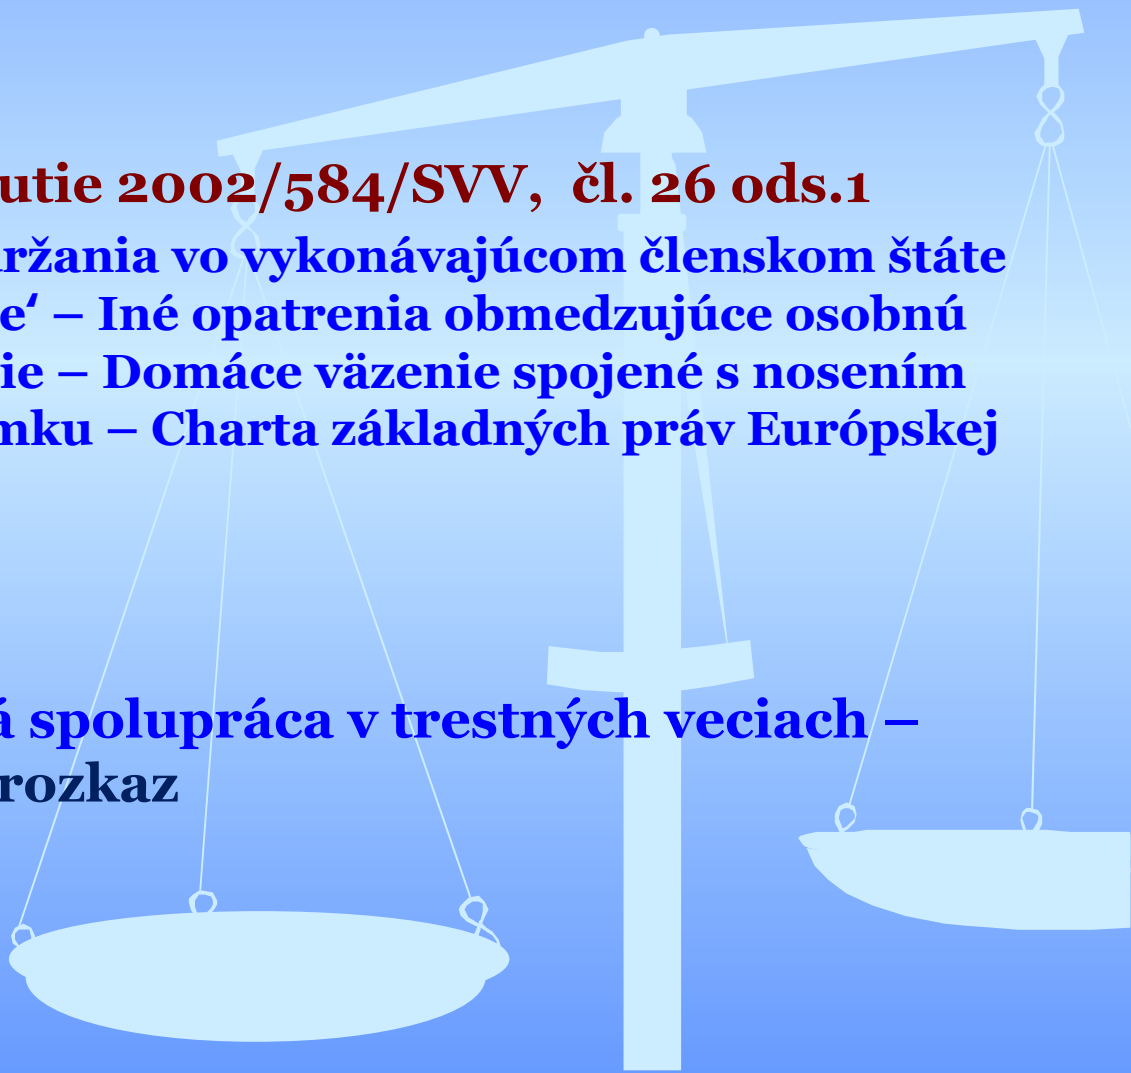 utie 2002/584/SVV, čl. 26 ods.1
ržania vo vykonávajúcom členskom štáte
e‘ – Iné opatrenia obmedzujúce osobnú
ie – Domáce väzenie spojené s nosením
mku – Charta základných práv Európskej
á spolupráca v trestných veciach –
rozkaz